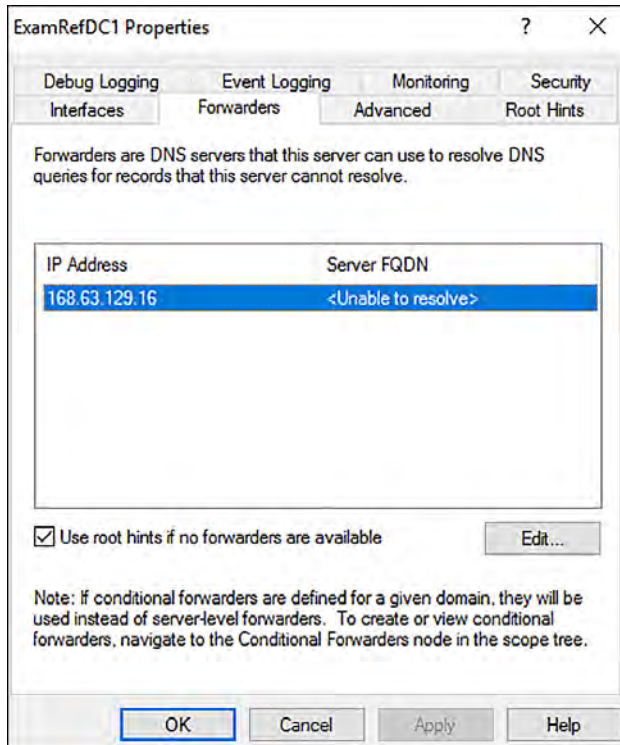 ExamRefDC1 Properties ? X
Debug Logging Event Logging Monitoring Security
Interfaces Forwarders Advanced Root Hints
Forwarders are DNS servers that this server can use to resolve DNS
queries for records that this server cannot resolve.
IP Address Server FQDN
168.63.129.16 <Unable to resolve>
Use root hints if no forwarders are available Edit...
Note: If conditional forwarders are defined for a given domain, they will be
used instead of server-level forwarders. To create or view conditional
forwarders, navigate to the Conditional Forwarders node in the scope tree.
OK Cancel Apply Help